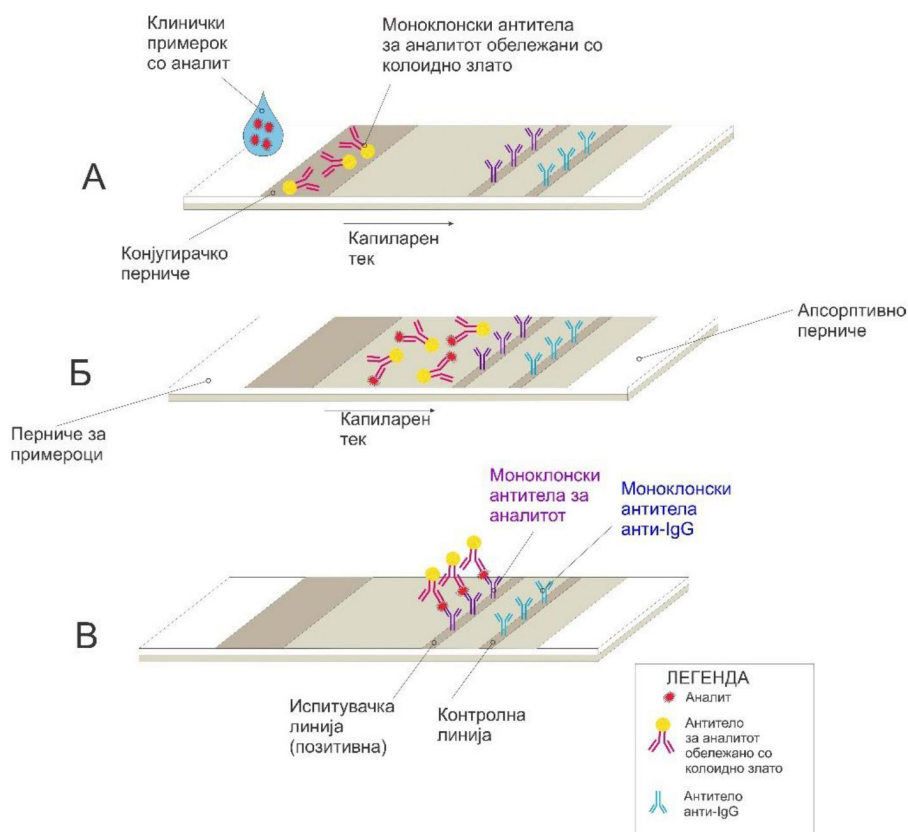 Клинички
примерок
со аналит
Моноклонски антитела
за аналитот обележани со
колоидно злато
А
Капиларен
тек
Конјугирачко
перниче
Апсорптивно
перниче
Б
Капиларен
тек
Перниче за
примероци
Моноклонски
антитела за
аналитот
Моноклонски
антитела
анти-IgG
В
Испитувачка
линија
(позитивна)
Контролна
линија
ЛЕГЕНДА
Аналит
Антитело
за аналитот
обележано со
колоидно злато
Антитело
анти-IgG